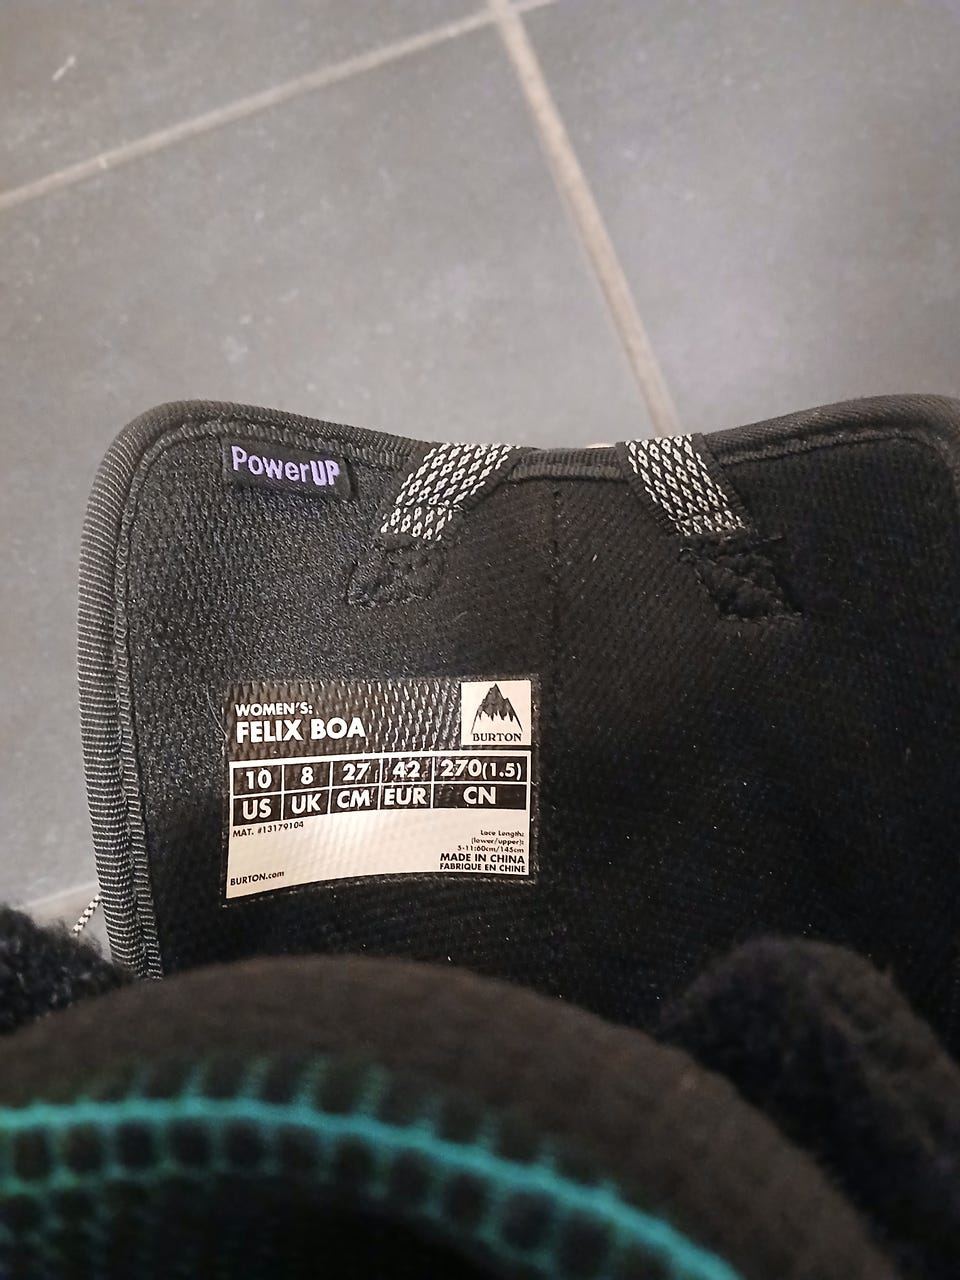 PowerUP
WOMEN'S:
FELIX BOA
BURTON
10 8 27 42 270(1.5)
US UK CM EUR CN
MAT. #13179104
Lace Length:
(lower/upper):
5-11:60cm/145cm
MADE IN CHINA
FABRIQUE EN CHINE
BURTON.com